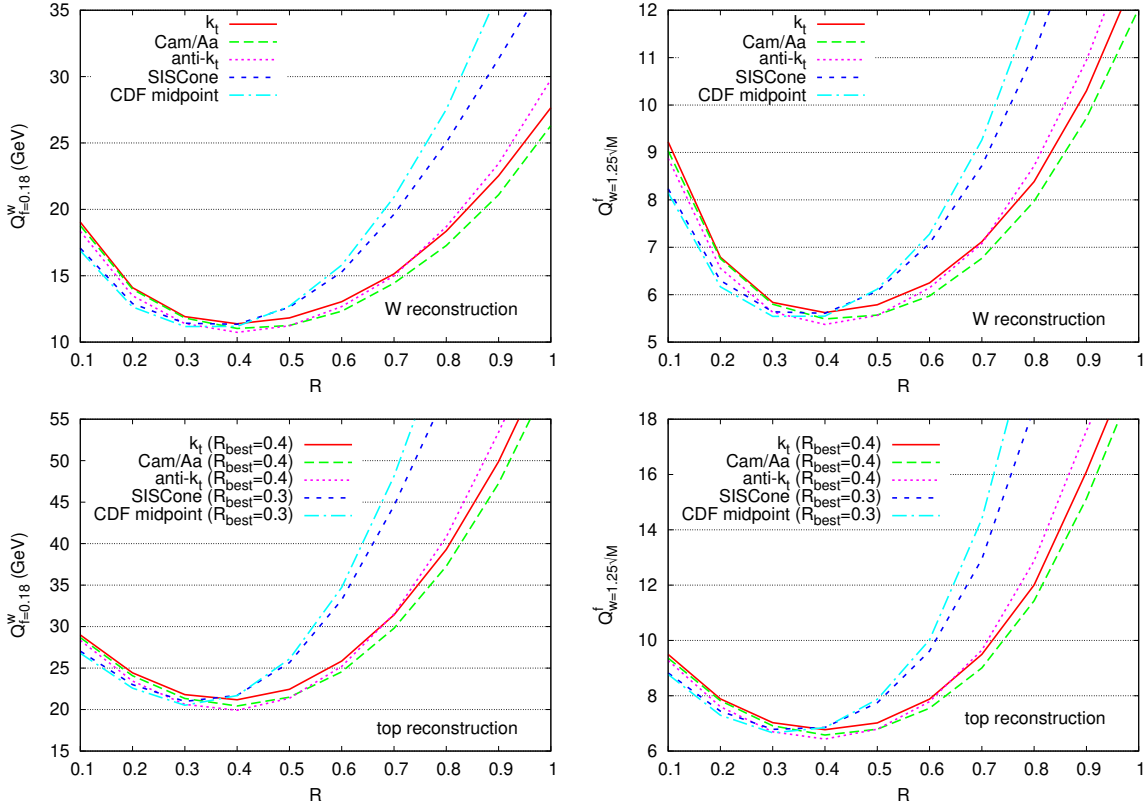 35
30
25
20
15
10
Q^w_{f=0.18} (GeV)
k_t
Cam/Aa
anti-k_t
SISCone
CDF midpoint
W reconstruction
0.1 0.2 0.3 0.4 0.5 0.6 0.7 0.8 0.9 1
R
12
11
10
9
8
7
6
5
Q^f_{w=1.25√M}
k_t
Cam/Aa
anti-k_t
SISCone
CDF midpoint
W reconstruction
0.1 0.2 0.3 0.4 0.5 0.6 0.7 0.8 0.9 1
R
55
50
45
40
35
30
25
20
15
Q^w_{f=0.18} (GeV)
k_t (R_best=0.4)
Cam/Aa (R_best=0.4)
anti-k_t (R_best=0.4)
SISCone (R_best=0.3)
CDF midpoint (R_best=0.3)
top reconstruction
0.1 0.2 0.3 0.4 0.5 0.6 0.7 0.8 0.9 1
R
18
16
14
12
10
8
6
Q^f_{w=1.25√M}
k_t (R_best=0.4)
Cam/Aa (R_best=0.4)
anti-k_t (R_best=0.4)
SISCone (R_best=0.3)
CDF midpoint (R_best=0.3)
top reconstruction
0.1 0.2 0.3 0.4 0.5 0.6 0.7 0.8 0.9 1
R